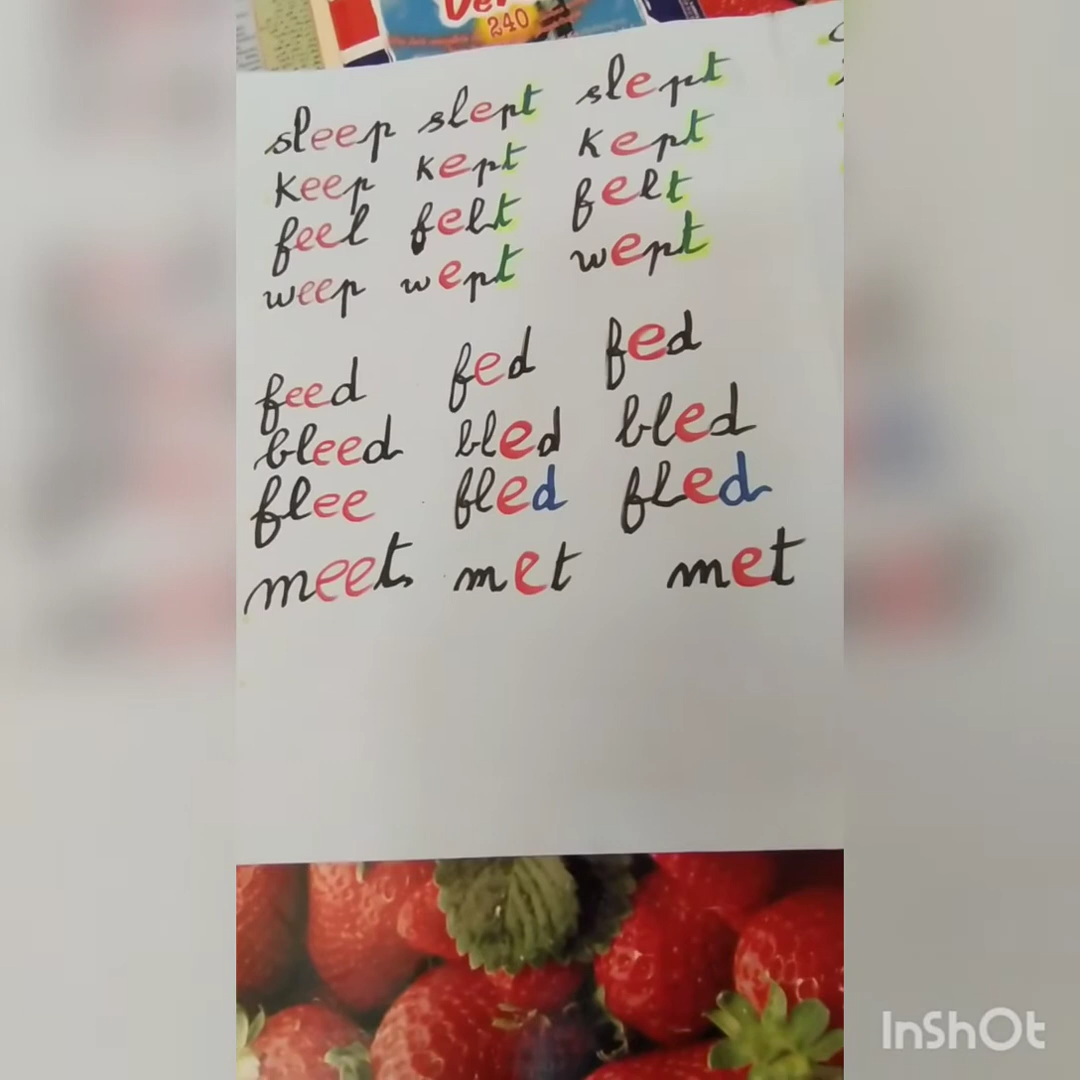 240
sleep slept slept
keep kept kept
feel felt felt
weep wept wept
feed fed fed
bleed bled bled
flee fled fled
meet met met
InShOt